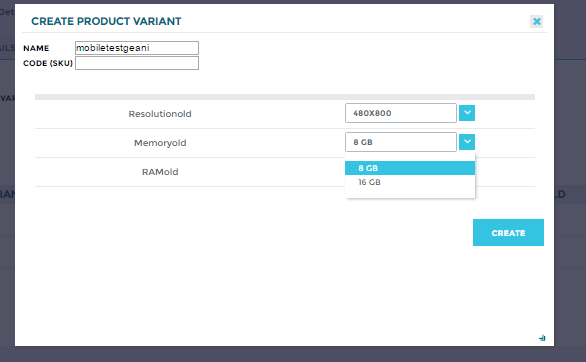 Det
CREATE PRODUCT VARIANT
NAME mobiletestgeani
AILS
CODE (SKU)
VAR
Resolutionold 480X800
Memoryold 8 GB
RAMold 8 GB
16 GB
IAN
D
CREATE